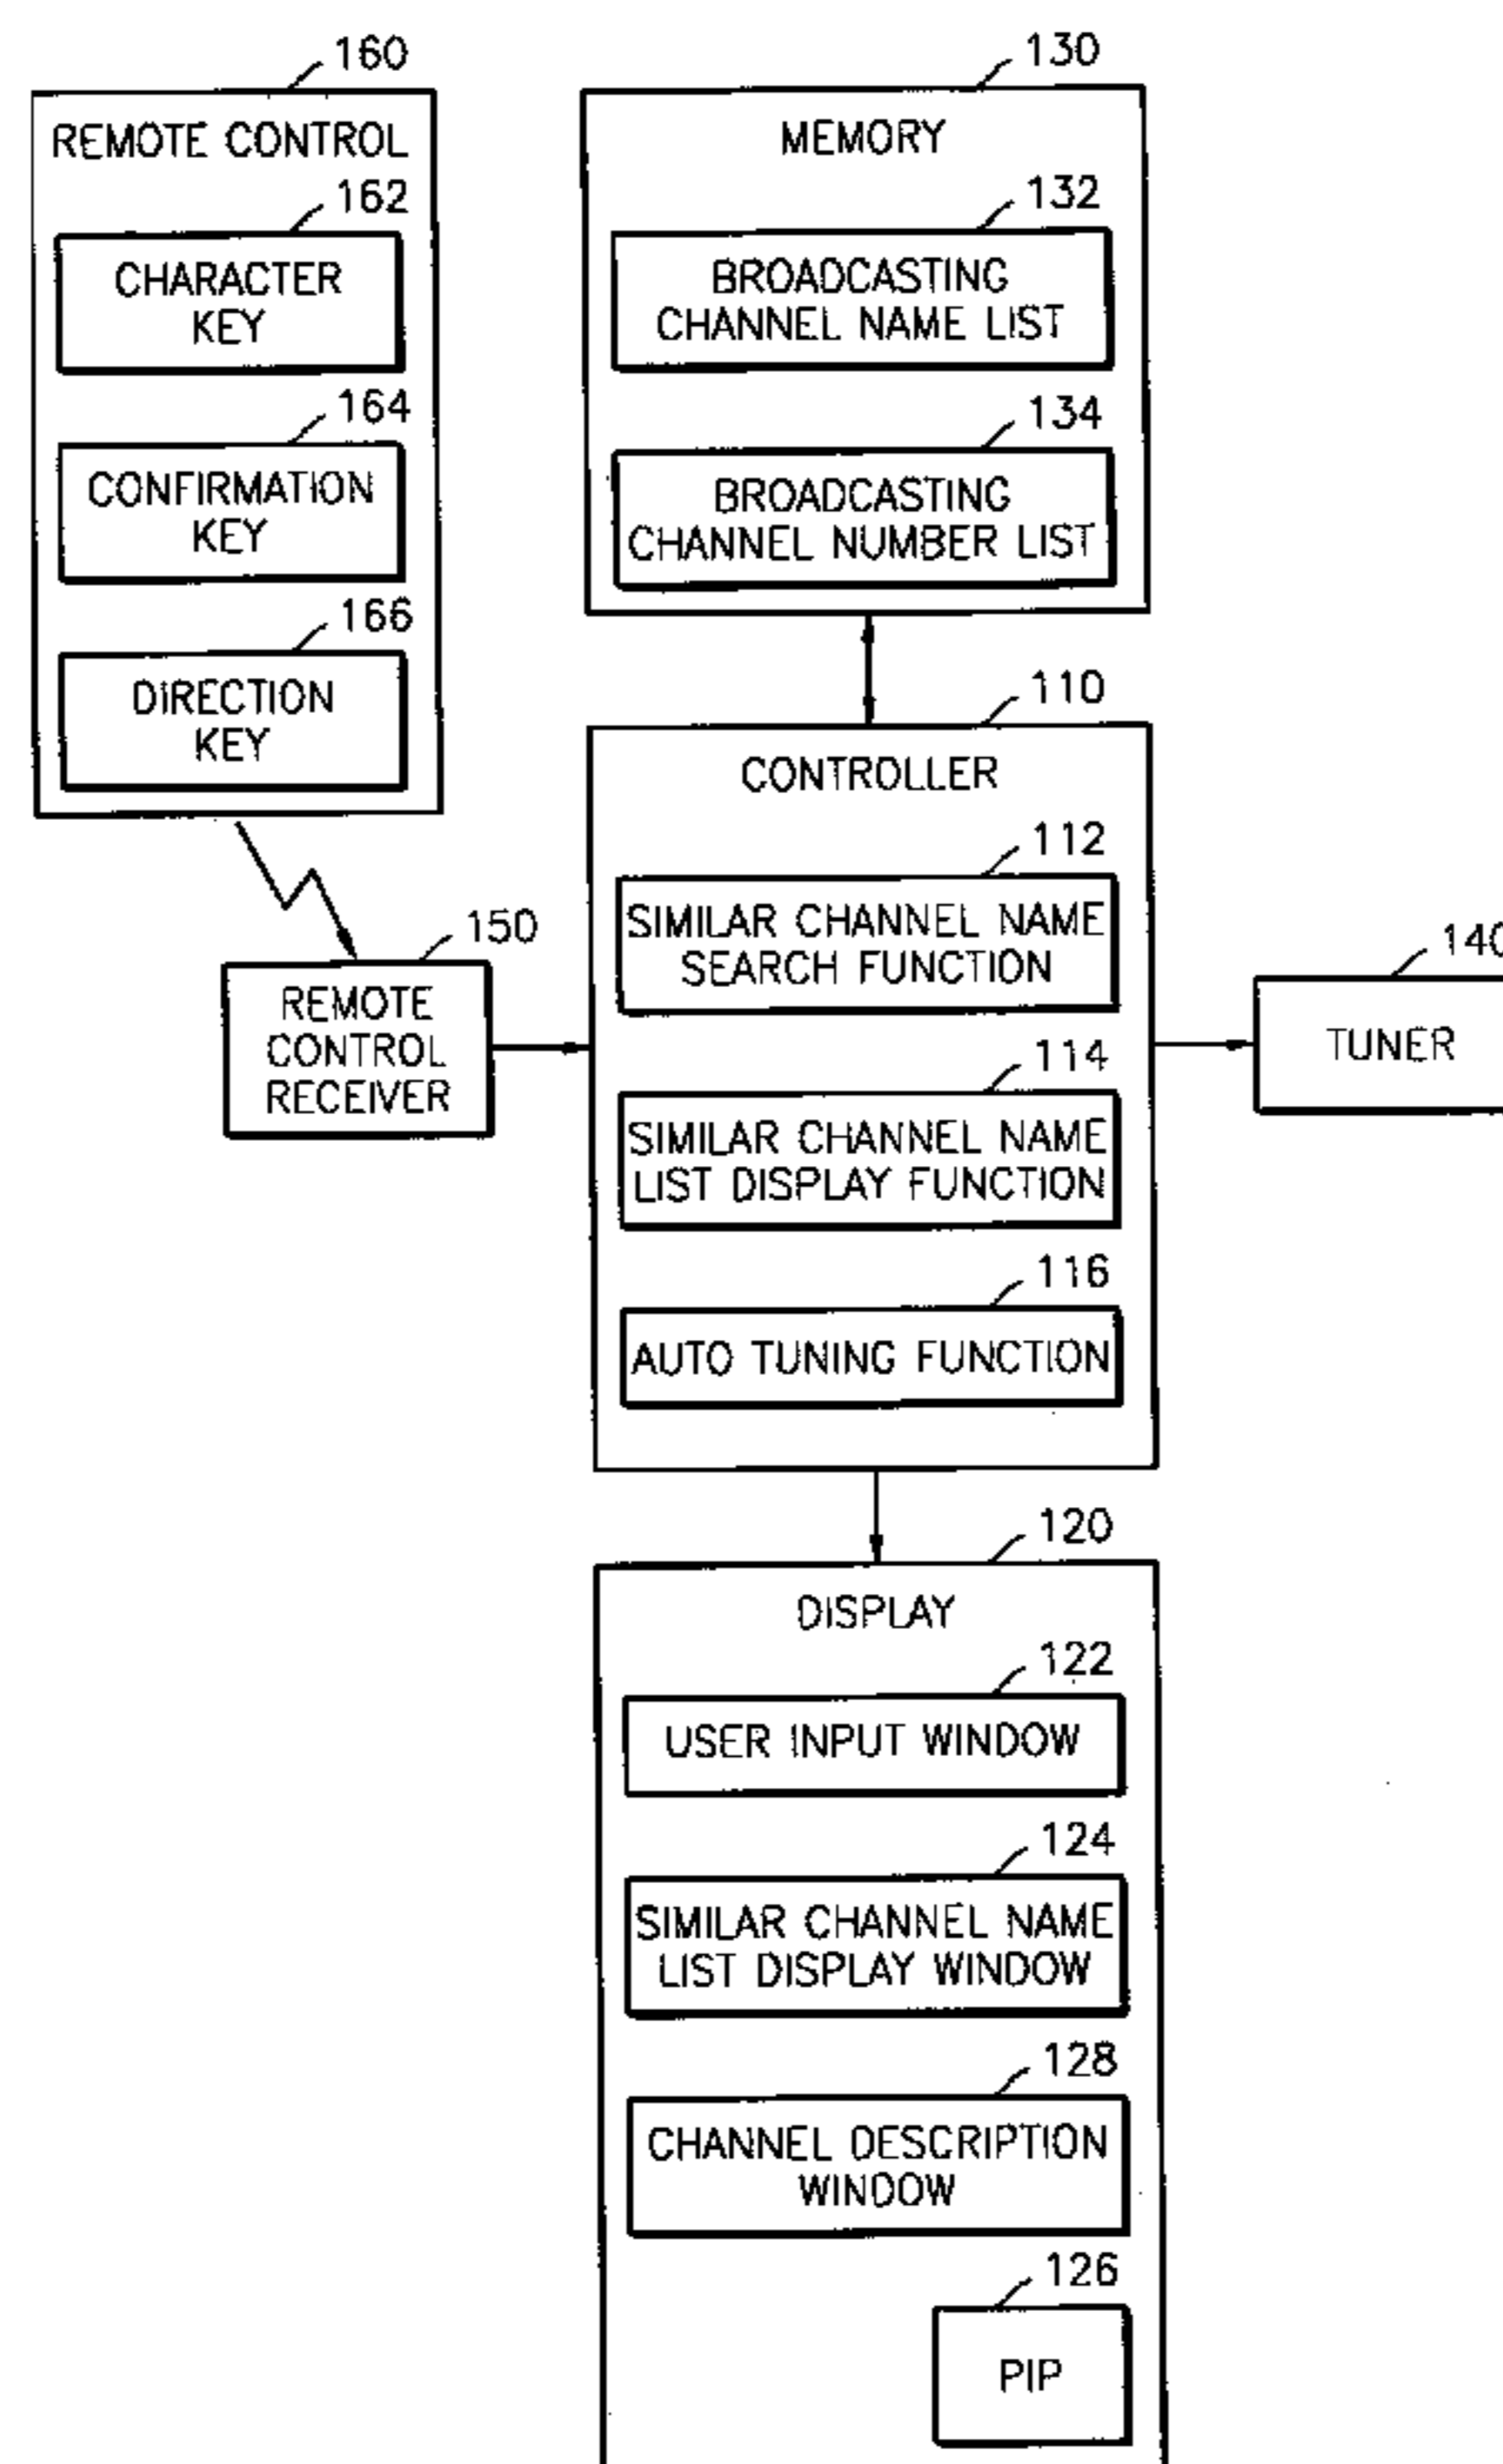 160
REMOTE CONTROL
162
CHARACTER
KEY
164
CONFIRMATION
KEY
166
DIRECTION
KEY
130
MEMORY
132
BROADCASTING
CHANNEL NAME LIST
134
BROADCASTING
CHANNEL NUMBER LIST
110
CONTROLLER
112
SIMILAR CHANNEL NAME
SEARCH FUNCTION
114
SIMILAR CHANNEL NAME
LIST DISPLAY FUNCTION
116
AUTO TUNING FUNCTION
150
REMOTE
CONTROL
RECEIVER
140
TUNER
120
DISPLAY
122
USER INPUT WINDOW
124
SIMILAR CHANNEL NAME
LIST DISPLAY WINDOW
128
CHANNEL DESCRIPTION
WINDOW
126
PIP